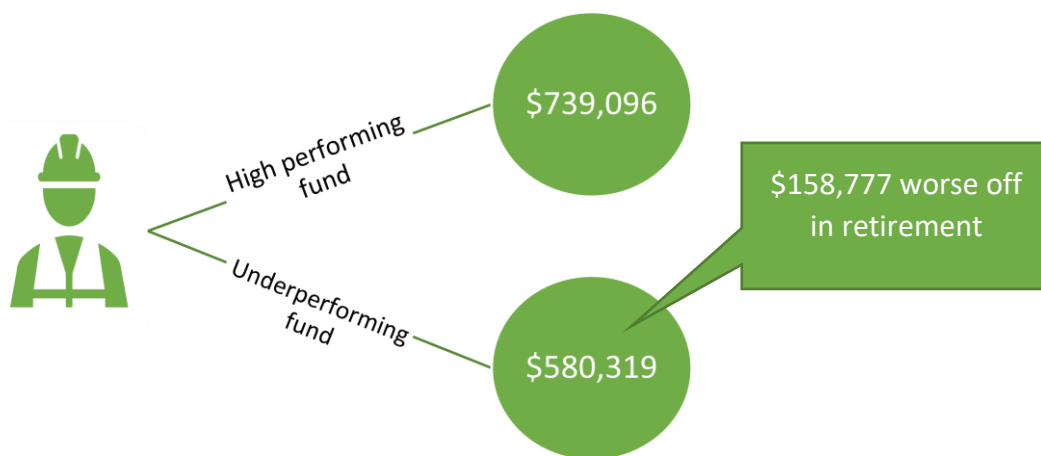 $739,096
High performing
fund
$158,777 worse off
in retirement
Underperforming
fund
$580,319